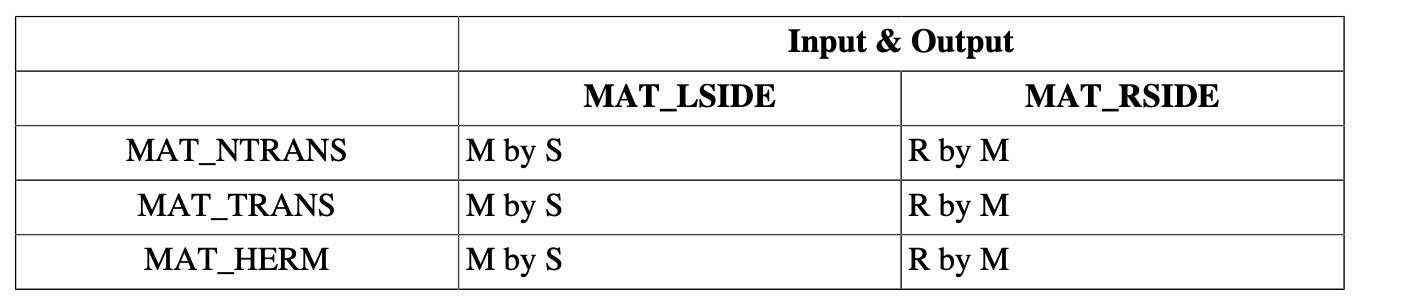 Input & Output
MAT_LSIDE MAT_RSIDE
MAT_NTRANS M by S R by M
MAT_TRANS M by S R by M
MAT_HERM M by S R by M